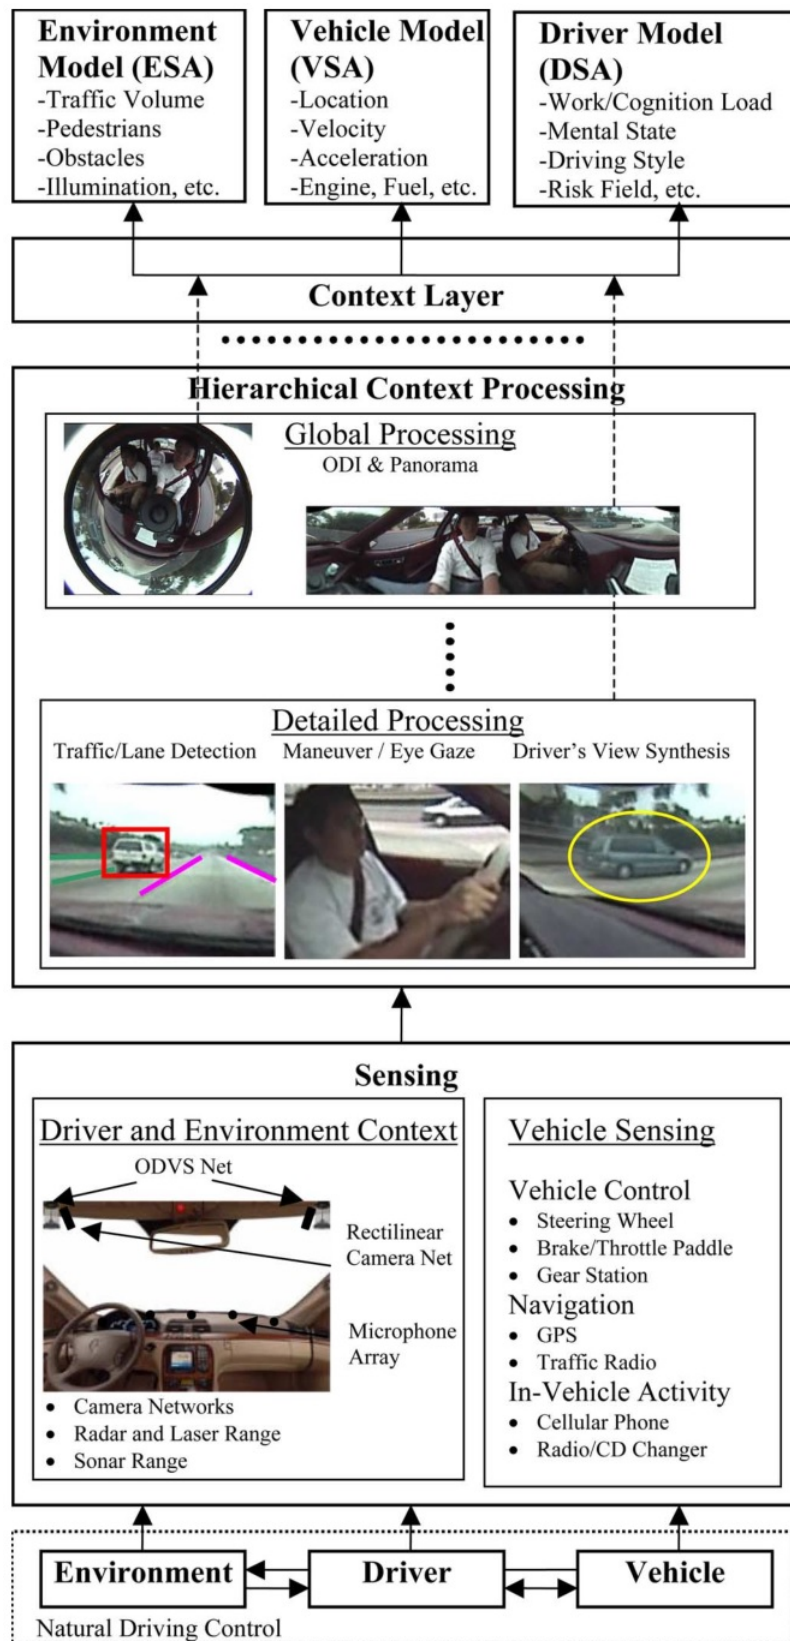 Environment
Model (ESA)
-Traffic Volume
-Pedestrians
-Obstacles
-Illumination, etc.
Vehicle Model
(VSA)
-Location
-Velocity
-Acceleration
-Engine, Fuel, etc.
Driver Model
(DSA)
-Work/Cognition Load
-Mental State
-Driving Style
-Risk Field, etc.
Context Layer
Hierarchical Context Processing
Global Processing
ODI & Panorama
Detailed Processing
Traffic/Lane Detection
Maneuver / Eye Gaze
Driver's View Synthesis
Sensing
Driver and Environment Context
ODVS Net
Rectilinear
Camera Net
Microphone
Array
• Camera Networks
• Radar and Laser Range
• Sonar Range
Vehicle Sensing
Vehicle Control
• Steering Wheel
• Brake/Throttle Paddle
• Gear Station
Navigation
• GPS
• Traffic Radio
In-Vehicle Activity
• Cellular Phone
• Radio/CD Changer
Environment
Driver
Vehicle
Natural Driving Control